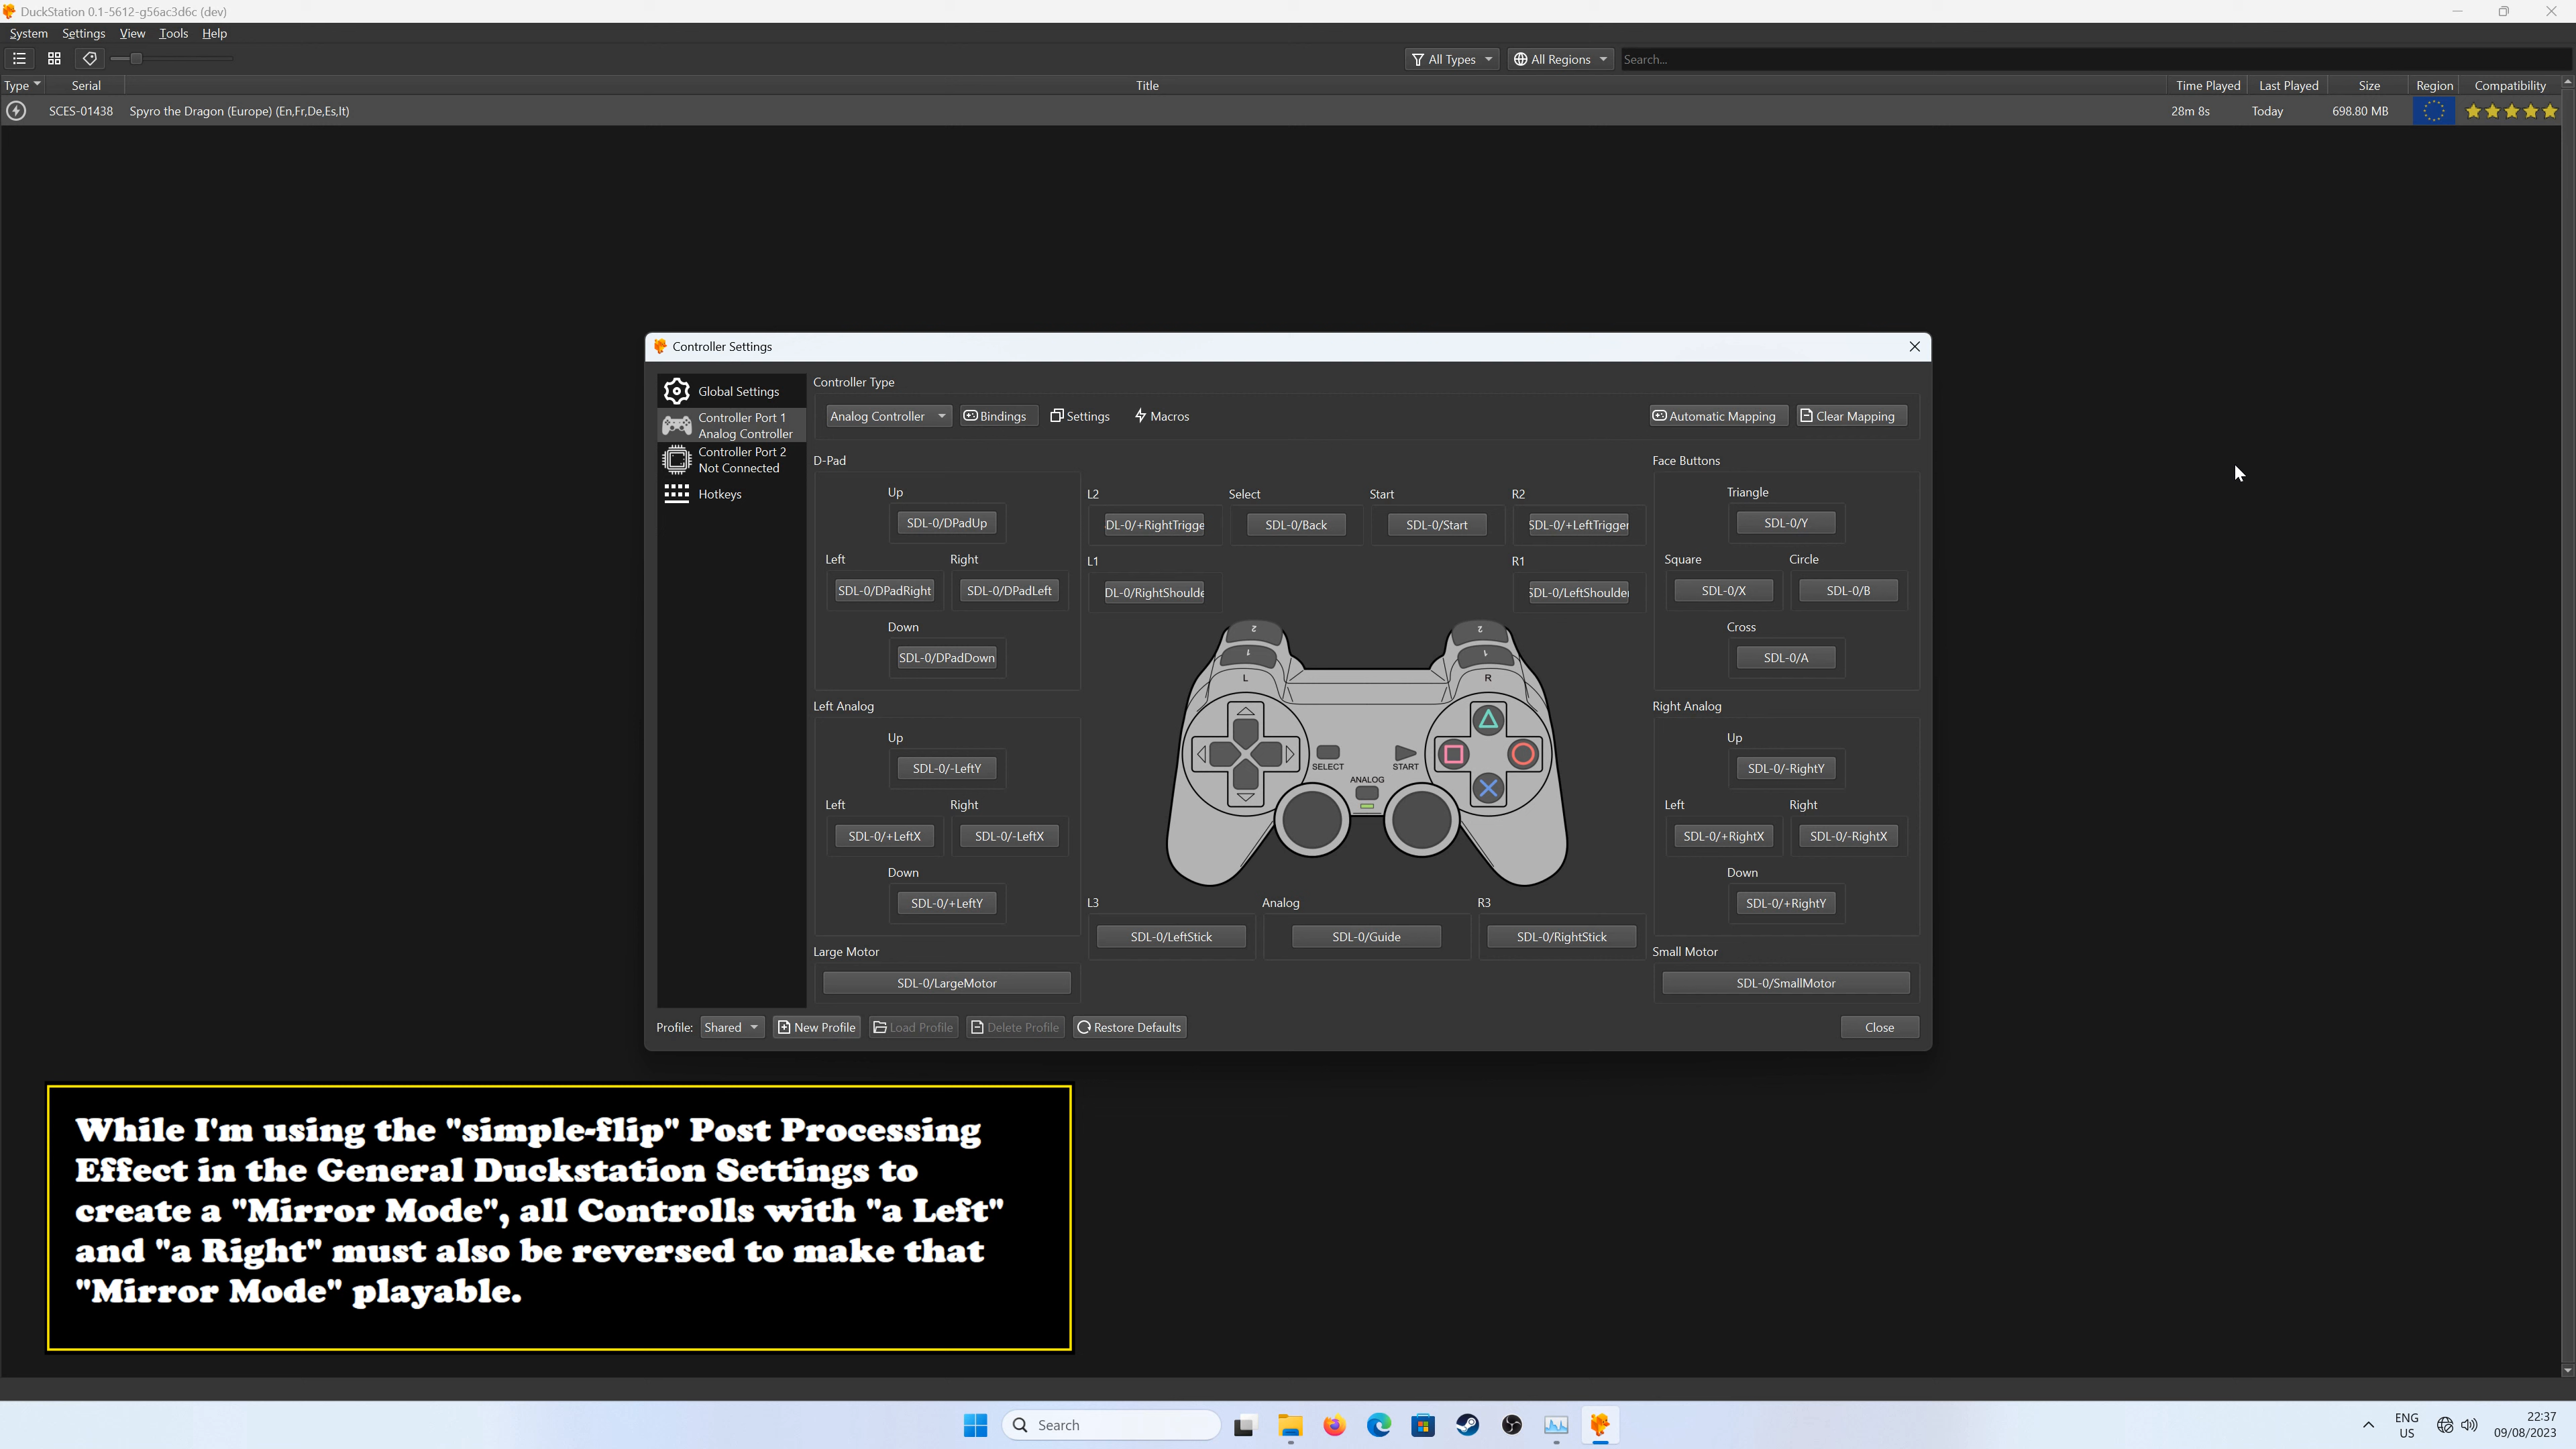 DuckStation 0.1-5612-g56ac3d6c (dev)
System Settings View Tools Help
All Types All Regions Search...
Type Serial Title Time Played Last Played Size Region Compatibility
SCES-01438 Spyro the Dragon (Europe) (En,Fr,De,Es,It) 28m 8s Today 698.80 MB
Controller Settings
Global Settings
Controller Port 1
Analog Controller
Controller Port 2
Not Connected
Hotkeys
Controller Type
Analog Controller Bindings Settings Macros Automatic Mapping Clear Mapping
D-Pad
Up
SDL-0/DPadUp
Left Right
SDL-0/DPadRight SDL-0/DPadLeft
Down
SDL-0/DPadDown
L2 Select Start R2
DL-0/+RightTrigge SDL-0/Back SDL-0/Start SDL-0/+LeftTrigger
L1 R1
DL-0/RightShoulde SDL-0/LeftShoulder
Face Buttons
Triangle
SDL-0/Y
Square Circle
SDL-0/X SDL-0/B
Cross
SDL-0/A
2 2
1 1
L R
SELECT START
ANALOG
Left Analog
Up
SDL-0/-LeftY
Left Right
SDL-0/+LeftX SDL-0/-LeftX
Down
SDL-0/+LeftY
Right Analog
Up
SDL-0/-RightY
Left Right
SDL-0/+RightX SDL-0/-RightX
Down
SDL-0/+RightY
L3 Analog R3
SDL-0/LeftStick SDL-0/Guide SDL-0/RightStick
Large Motor
SDL-0/LargeMotor
Small Motor
SDL-0/SmallMotor
Profile: Shared New Profile Load Profile Delete Profile Restore Defaults Close
While I'm using the "simple-flip" Post Processing
Effect in the General Duckstation Settings to
create a "Mirror Mode", all Controlls with "a Left"
and "a Right" must also be reversed to make that
"Mirror Mode" playable.
Search
ENG
US
22:37
09/08/2023